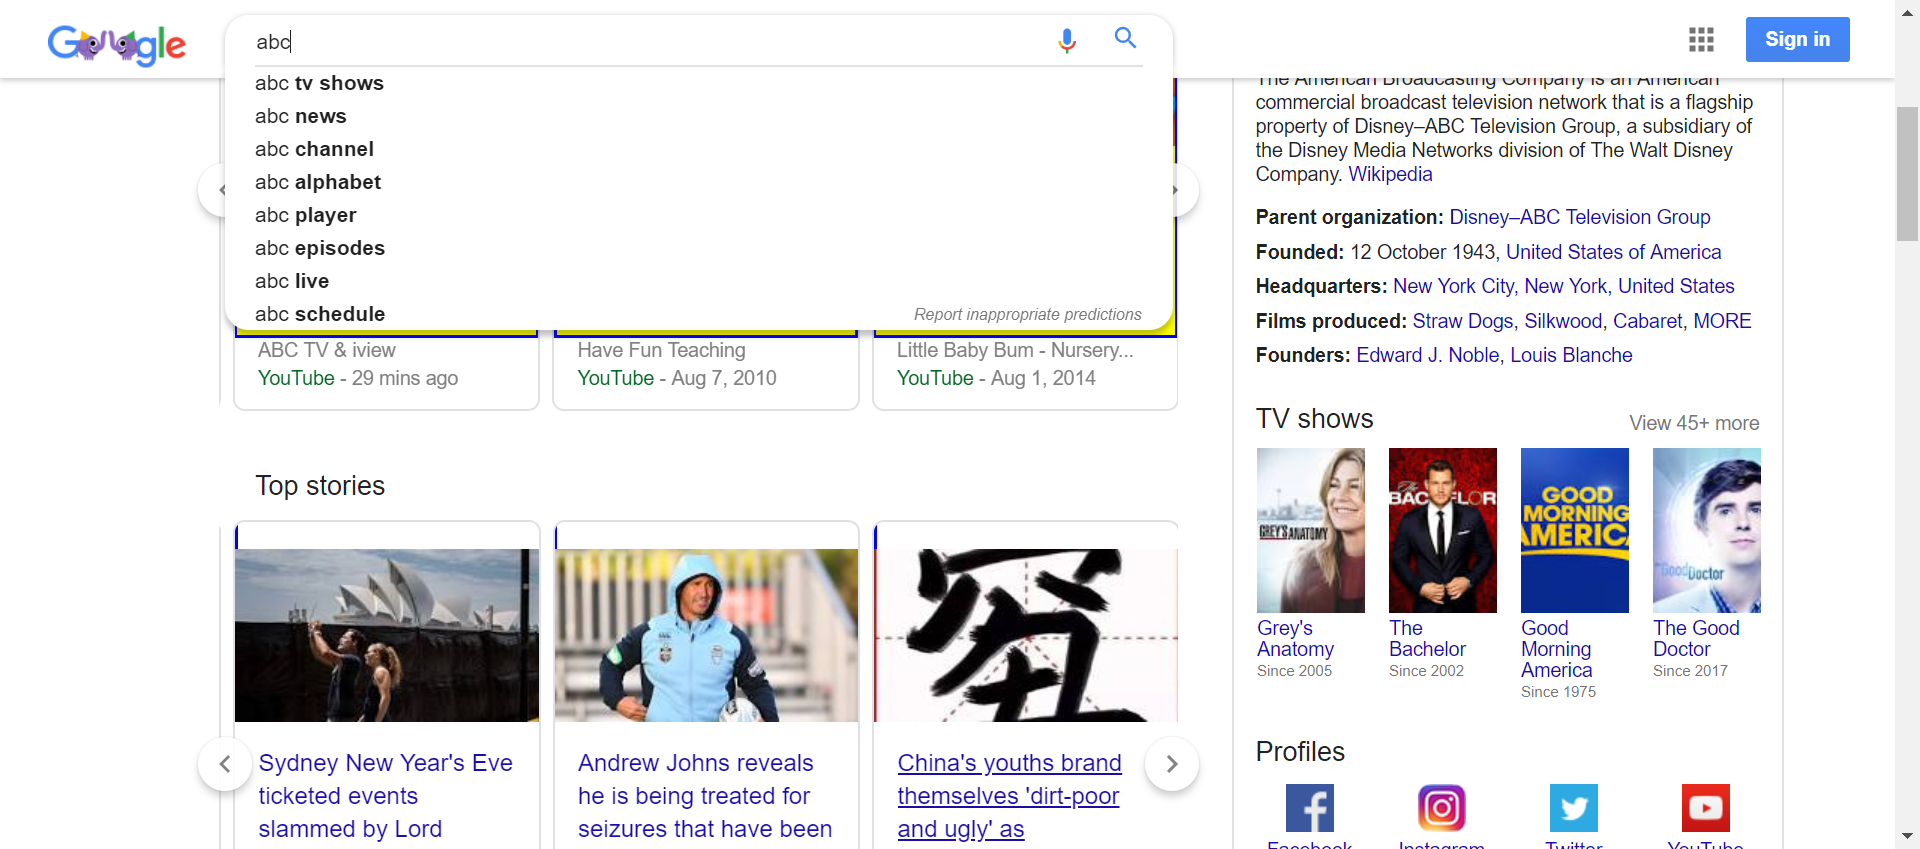 Google
abc
Sign in
abc tv shows
abc news
abc channel
abc alphabet
abc player
abc episodes
abc live
abc schedule
Report inappropriate predictions
ABC TV & iview
YouTube - 29 mins ago
Have Fun Teaching
YouTube - Aug 7, 2010
Little Baby Bum - Nursery...
YouTube - Aug 1, 2014
Top stories
Sydney New Year's Eve
ticketed events
slammed by Lord
Andrew Johns reveals
he is being treated for
seizures that have been
穷
China's youths brand
themselves 'dirt-poor
and ugly' as
The American Broadcasting Company is an American
commercial broadcast television network that is a flagship
property of Disney–ABC Television Group, a subsidiary of
the Disney Media Networks division of The Walt Disney
Company. Wikipedia
Parent organization: Disney–ABC Television Group
Founded: 12 October 1943, United States of America
Headquarters: New York City, New York, United States
Films produced: Straw Dogs, Silkwood, Cabaret, MORE
Founders: Edward J. Noble, Louis Blanche
TV shows
View 45+ more
GREY'S ANATOMY
The
BACHELOR
GOOD
MORNING
AMERICA
the Good Doctor
Grey's
Anatomy
Since 2005
The
Bachelor
Since 2002
Good
Morning
America
Since 1975
The Good
Doctor
Since 2017
Profiles
Facebook
Instagram
Twitter
YouTube